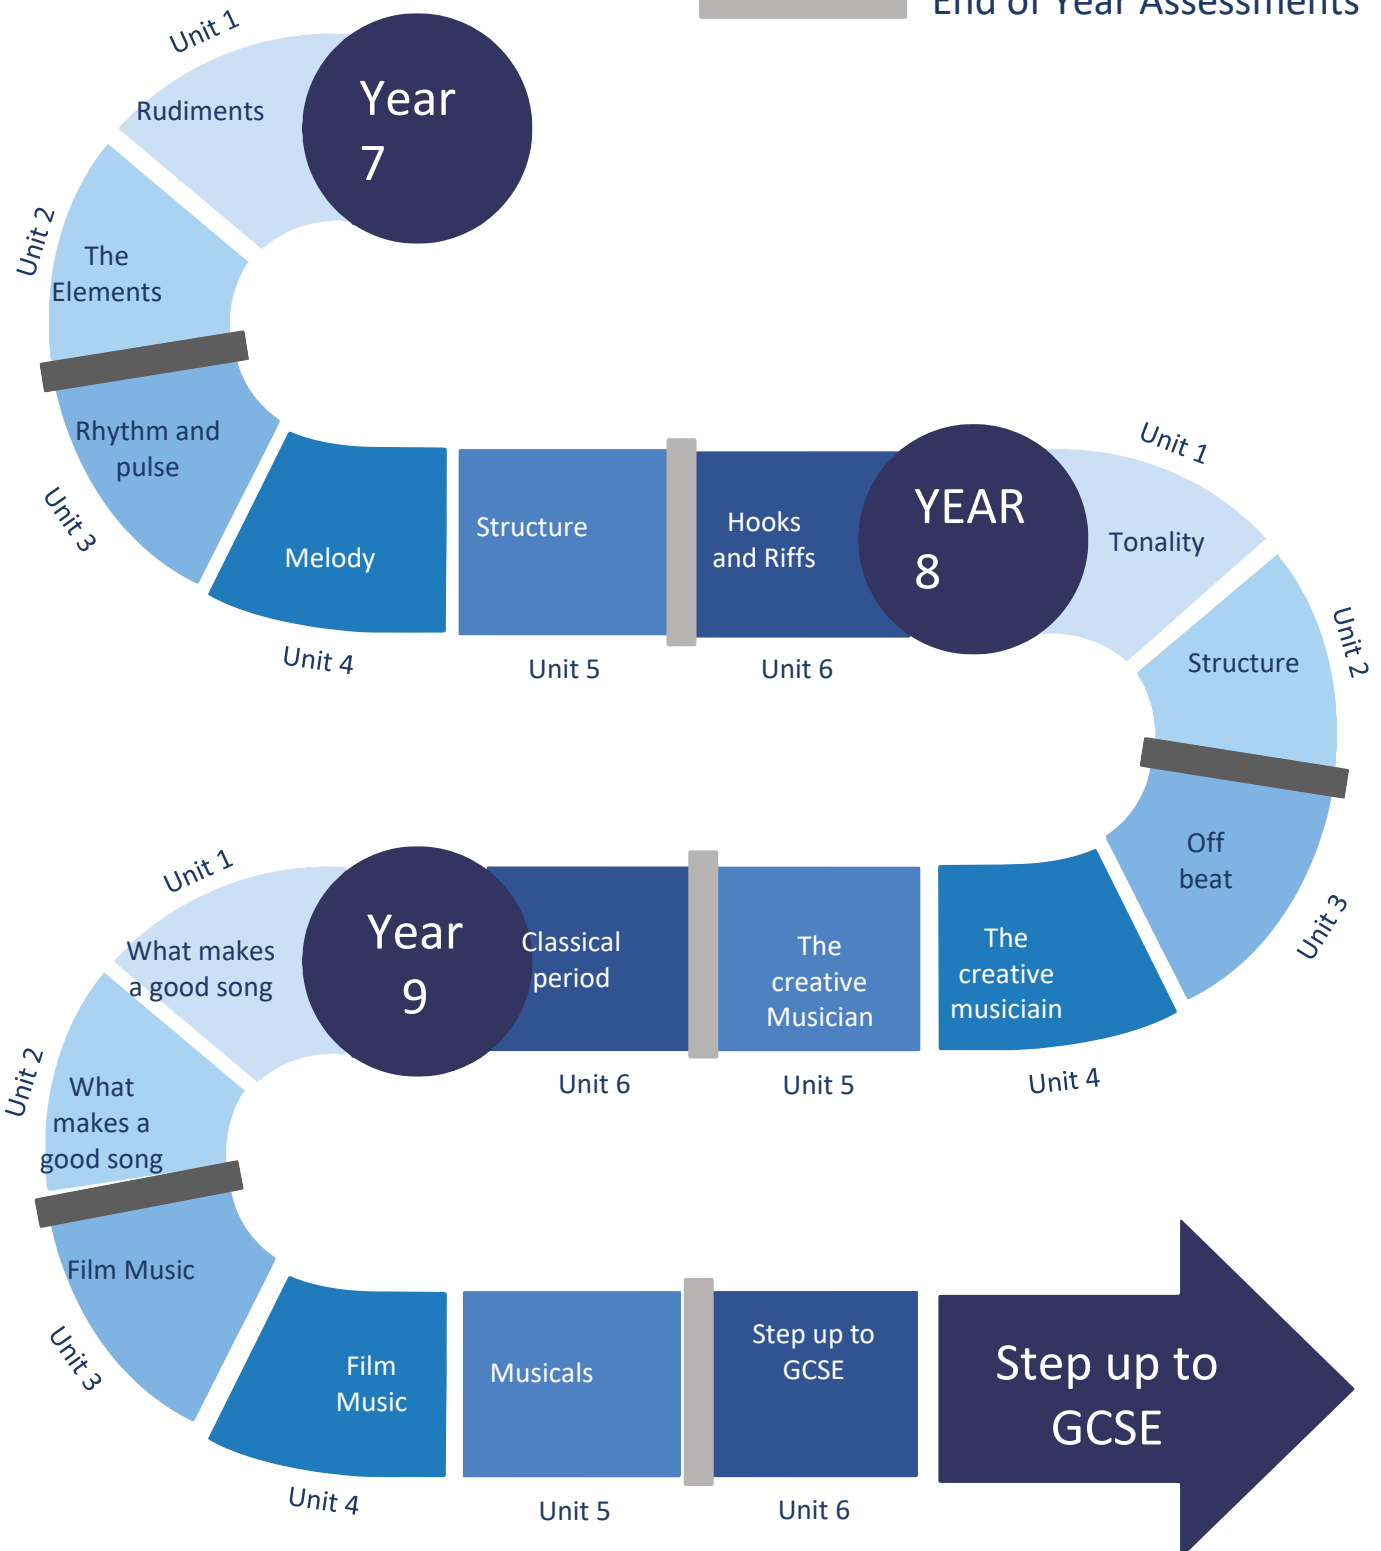 End of Year Assessments
Unit 1
Rudiments
Year
7
Unit 2
The
Elements
Rhythm and
pulse
Unit 3
Melody
Unit 4
Structure
Unit 5
Hooks
and Riffs
Unit 6
YEAR
8
Unit 1
Tonality
Unit 2
Structure
Off
beat
Unit 3
The
creative
musiciain
Unit 4
The
creative
Musician
Unit 5
Classical
period
Unit 6
Year
9
Unit 1
What makes
a good song
Unit 2
What
makes a
good song
Film Music
Unit 3
Film
Music
Unit 4
Musicals
Unit 5
Step up to
GCSE
Unit 6
Step up to
GCSE